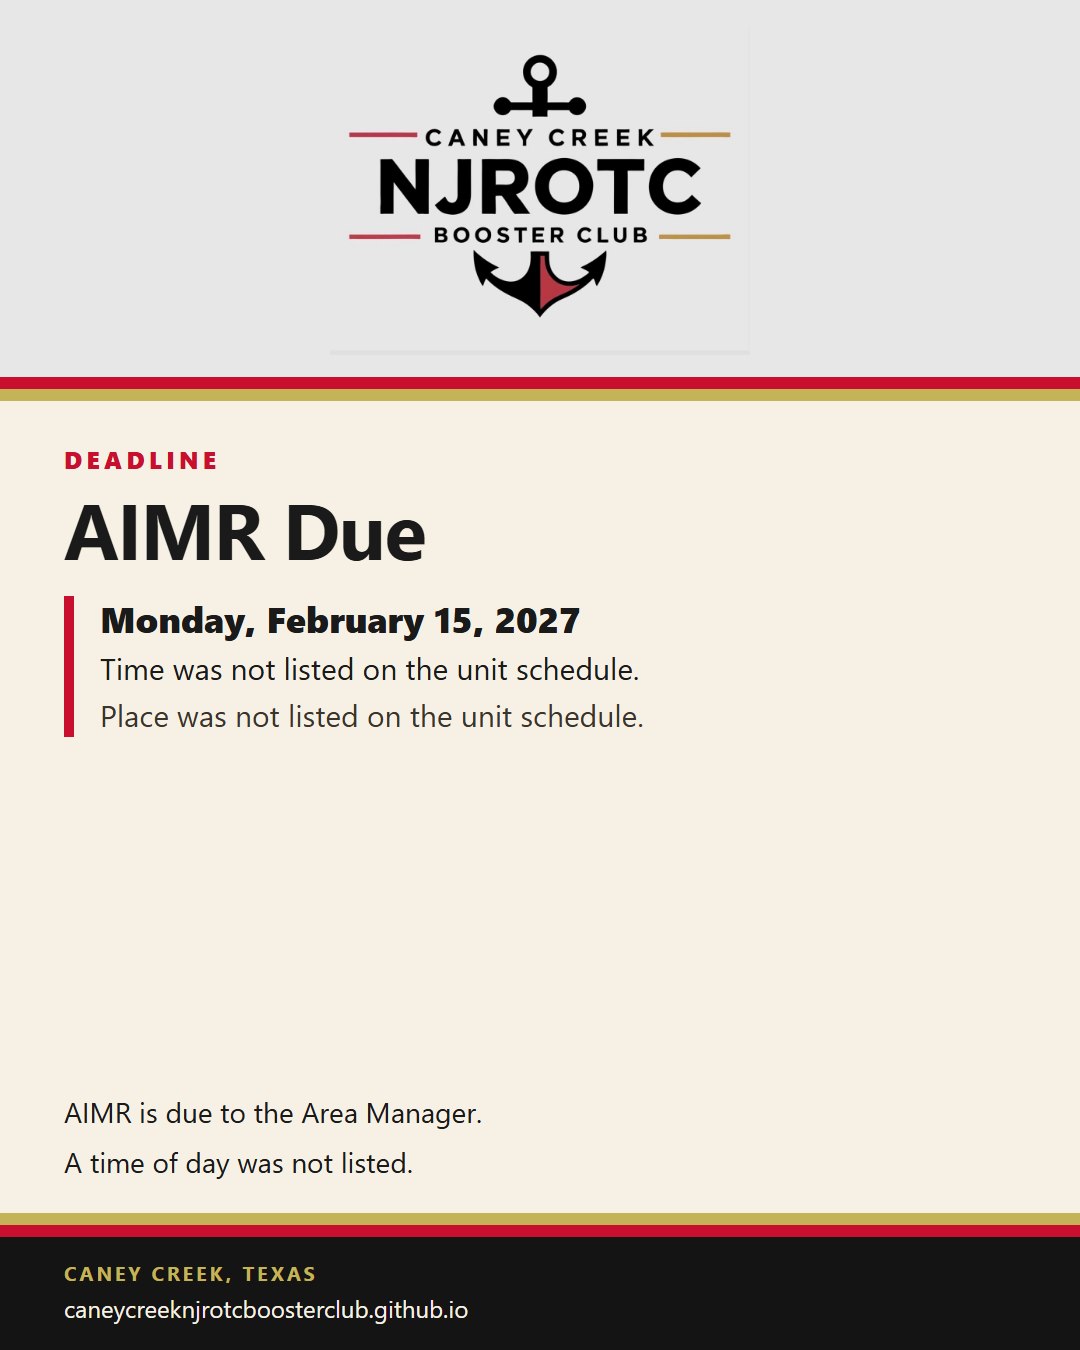 CANEY CREEK
NJROTC
BOOSTER CLUB
DEADLINE
AIMR Due
Monday, February 15, 2027
Time was not listed on the unit schedule.
Place was not listed on the unit schedule.
AIMR is due to the Area Manager.
A time of day was not listed.
CANEY CREEK, TEXAS
caneycreeknjrotcboosterclub.github.io